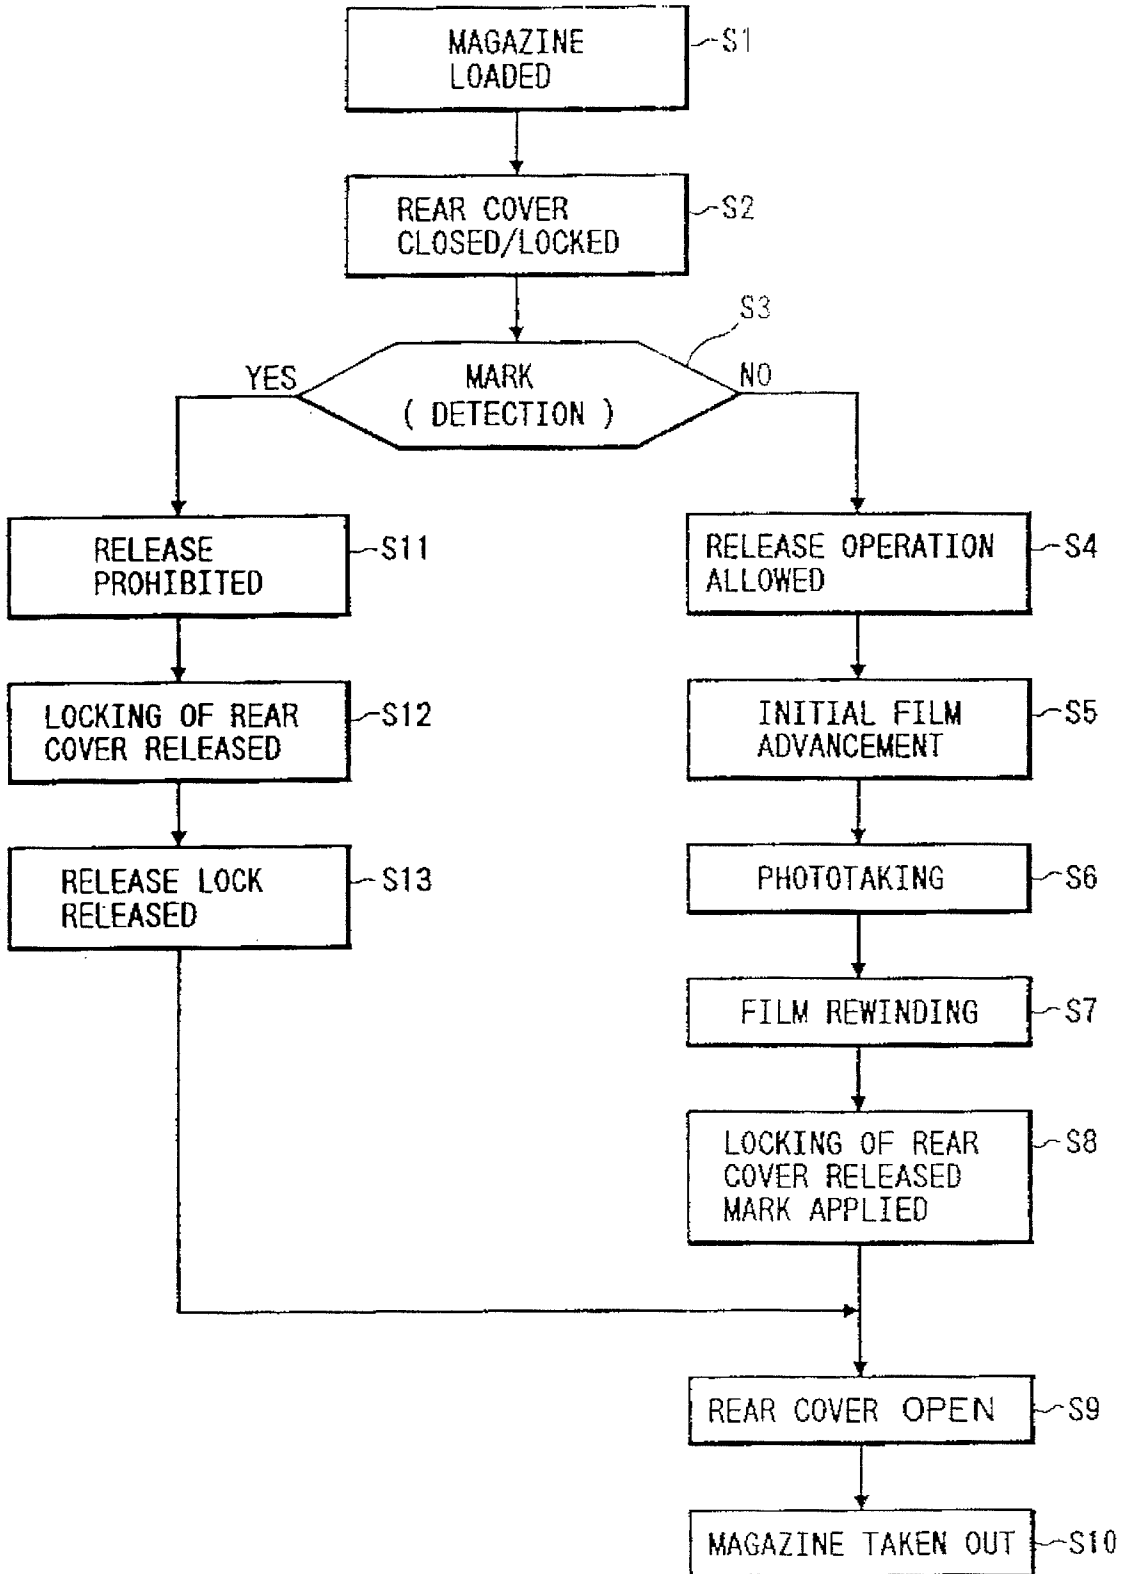 MAGAZINE
LOADED
S1
REAR COVER
CLOSED/LOCKED
S2
S3
YES
MARK
( DETECTION )
NO
RELEASE
PROHIBITED
S11
RELEASE OPERATION
ALLOWED
S4
LOCKING OF REAR
COVER RELEASED
S12
INITIAL FILM
ADVANCEMENT
S5
RELEASE LOCK
RELEASED
S13
PHOTOTAKING
S6
FILM REWINDING
S7
LOCKING OF REAR
COVER RELEASED
MARK APPLIED
S8
REAR COVER OPEN
S9
MAGAZINE TAKEN OUT
S10